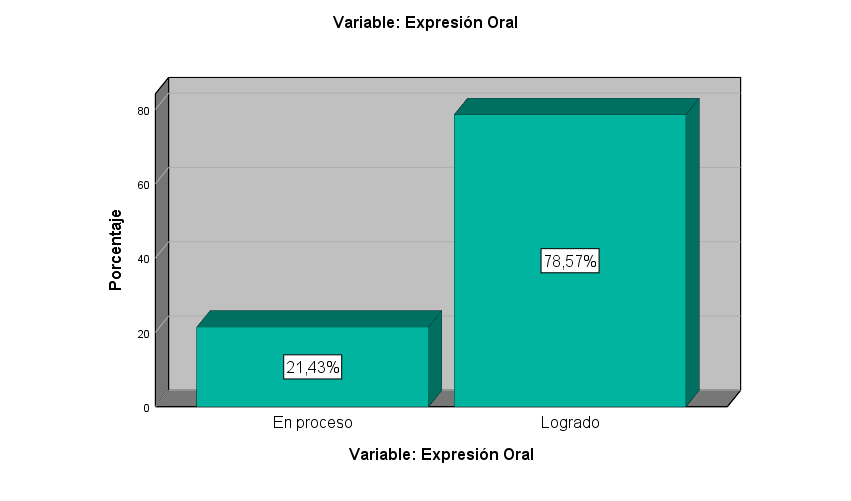 Variable: Expresión Oral
Porcentaje
80
60
40
20
0
78,57%
21,43%
En proceso
Logrado
Variable: Expresión Oral